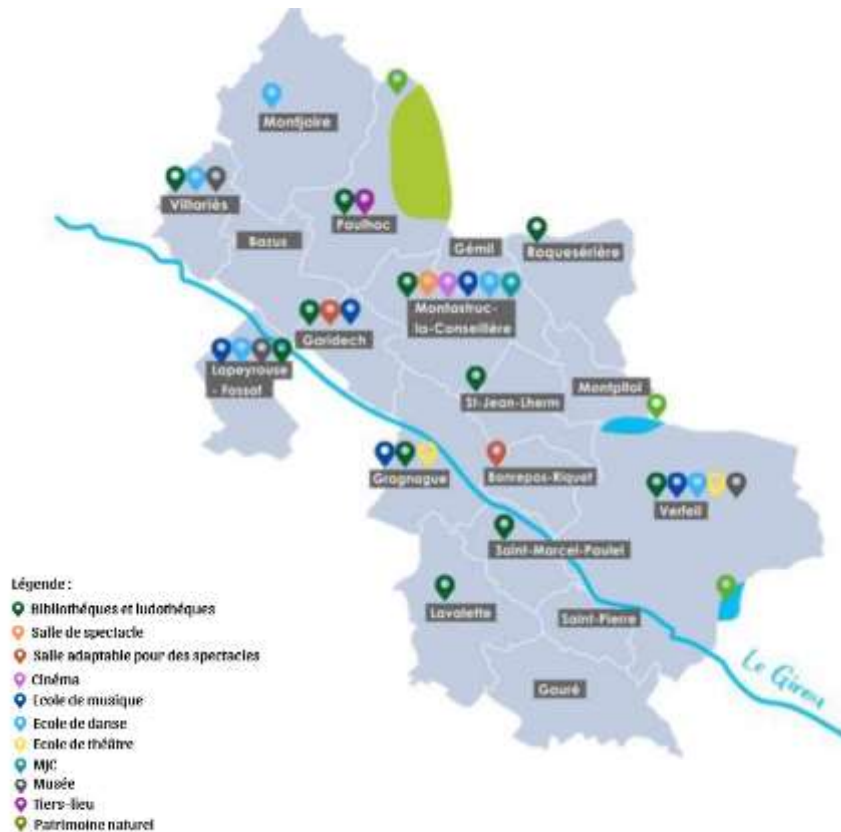 Montjoire
Villariès
Paulhac
Bazus
Gémil
Roquesérière
Montastruc-
la-Conseillère
Garidech
Lapeyrouse
- Fossat
Montpitol
St-Jean-Lherm
Gragnague
Bonrepos-Riquet
Verfeil
Saint-Marcel-Paulel
Lavalette
Saint-Pierre
Gauré
Le Girou
Légende :
Bibliothèques et ludothèques
Salle de spectacle
Salle adaptable pour des spectacles
Cinéma
Ecole de musique
Ecole de danse
Ecole de théâtre
MJC
Musée
Tiers-lieu
Patrimoine naturel